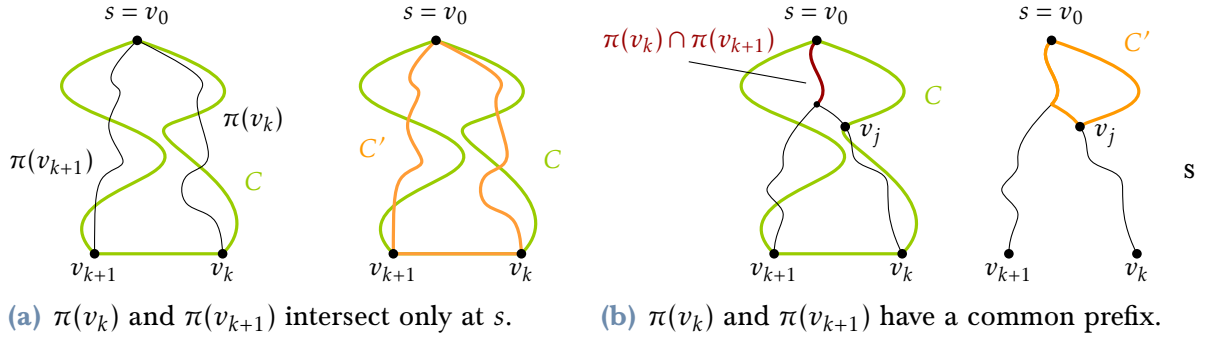 s = v₀
s = v₀
π(vₖ) ∩ π(vₖ₊₁)
s = v₀
s = v₀
C′
π(vₖ)
C
vⱼ
vⱼ
π(vₖ₊₁)
C′
C
C
s
vₖ₊₁
vₖ
vₖ₊₁
vₖ
vₖ₊₁
vₖ
vₖ₊₁
vₖ
(a) π(vₖ) and π(vₖ₊₁) intersect only at s.
(b) π(vₖ) and π(vₖ₊₁) have a common prefix.